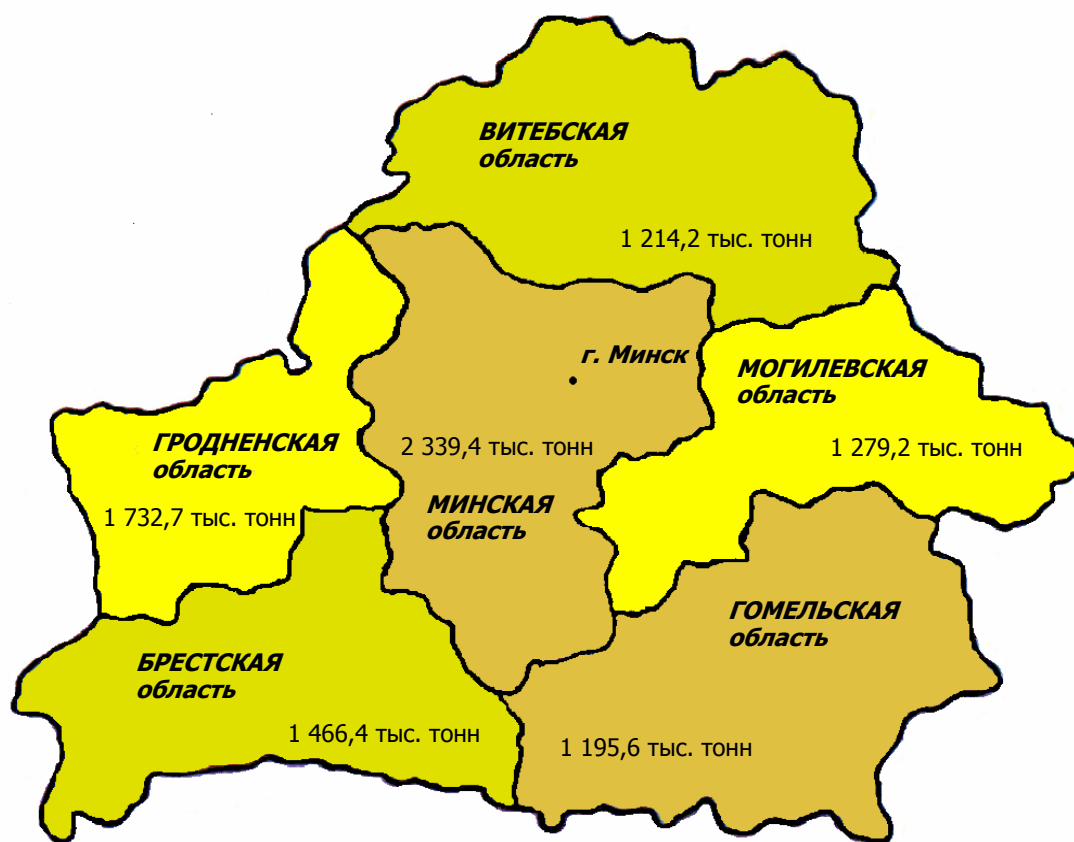 ВИТЕБСКАЯ
область
1 214,2 тыс. тонн
г. Минск
МОГИЛЕВСКАЯ
область
1 279,2 тыс. тонн
ГРОДНЕНСКАЯ
область
1 732,7 тыс. тонн
2 339,4 тыс. тонн
МИНСКАЯ
область
ГОМЕЛЬСКАЯ
область
1 195,6 тыс. тонн
БРЕСТСКАЯ
область
1 466,4 тыс. тонн